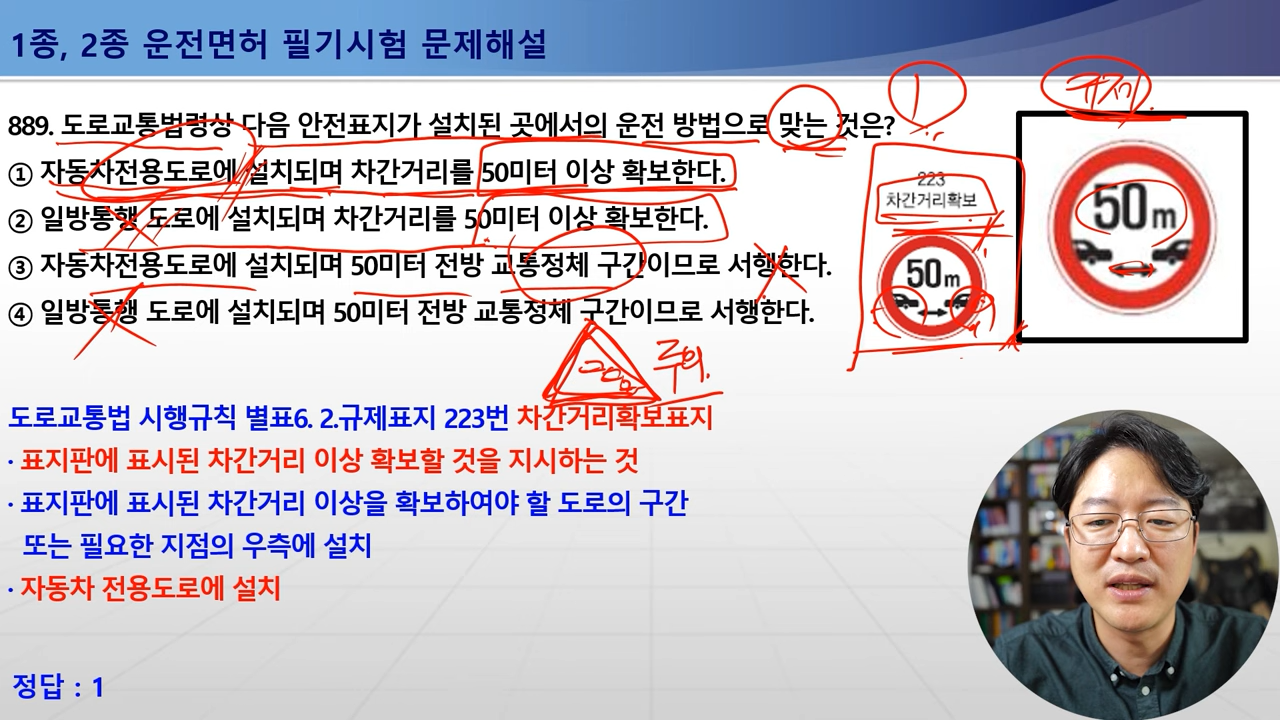 1종, 2종 운전면허 필기시험 문제해설
889. 도로교통법령상 다음 안전표지가 설치된 곳에서의 운전 방법으로 맞는 것은?
① 자동차전용도로에 설치되며 차간거리를 50미터 이상 확보한다.
② 일방통행 도로에 설치되며 차간거리를 50미터 이상 확보한다.
③ 자동차전용도로에 설치되며 50미터 전방 교통정체 구간이므로 서행한다.
④ 일방통행 도로에 설치되며 50미터 전방 교통정체 구간이므로 서행한다.
1
규제
223
차간거리확보
50m
50m
주의.
도로교통법 시행규칙 별표6. 2.규제표지 223번 차간거리확보표지
· 표지판에 표시된 차간거리 이상 확보할 것을 지시하는 것
· 표지판에 표시된 차간거리 이상을 확보하여야 할 도로의 구간
또는 필요한 지점의 우측에 설치
· 자동차 전용도로에 설치
정답 : 1